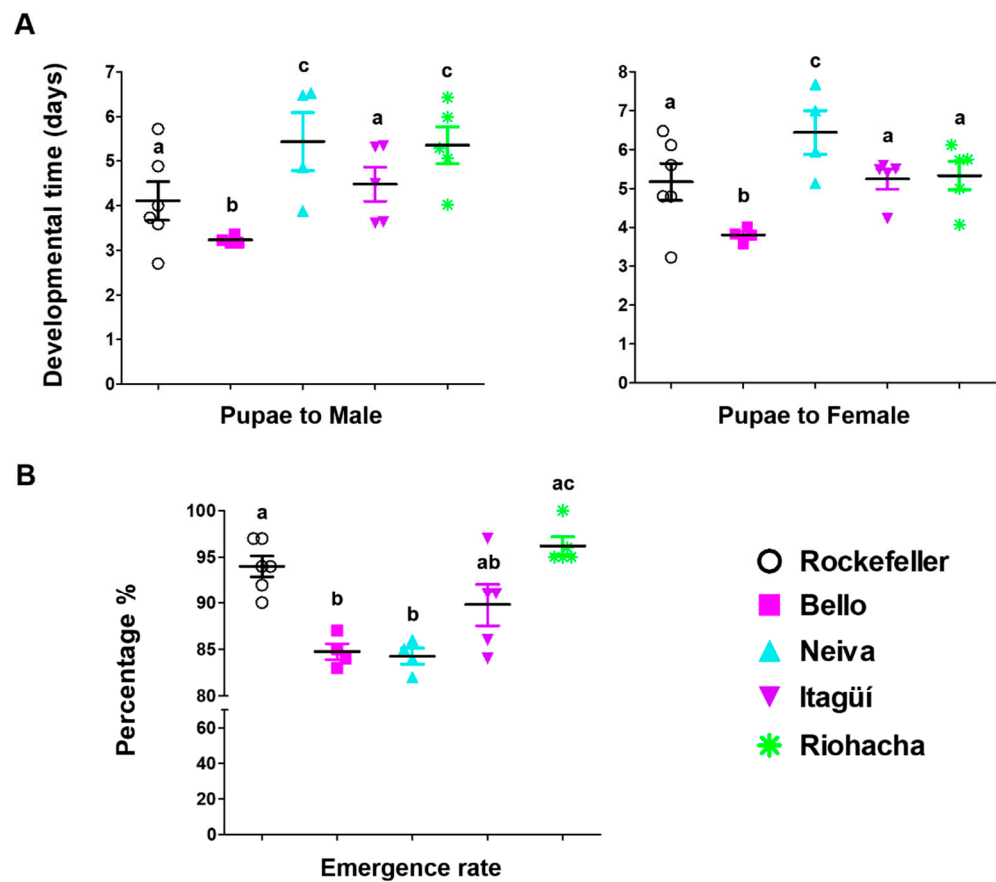 A
Developmental time (days)
7
6
5
4
3
2
1
0
a
b
c
a
c
Pupae to Male
8
7
6
5
4
3
2
1
0
a
b
c
a
a
Pupae to Female
B
Percentage %
100
95
90
85
80
60
40
20
0
a
b
b
ab
ac
Emergence rate
Rockefeller
Bello
Neiva
Itagüí
Riohacha